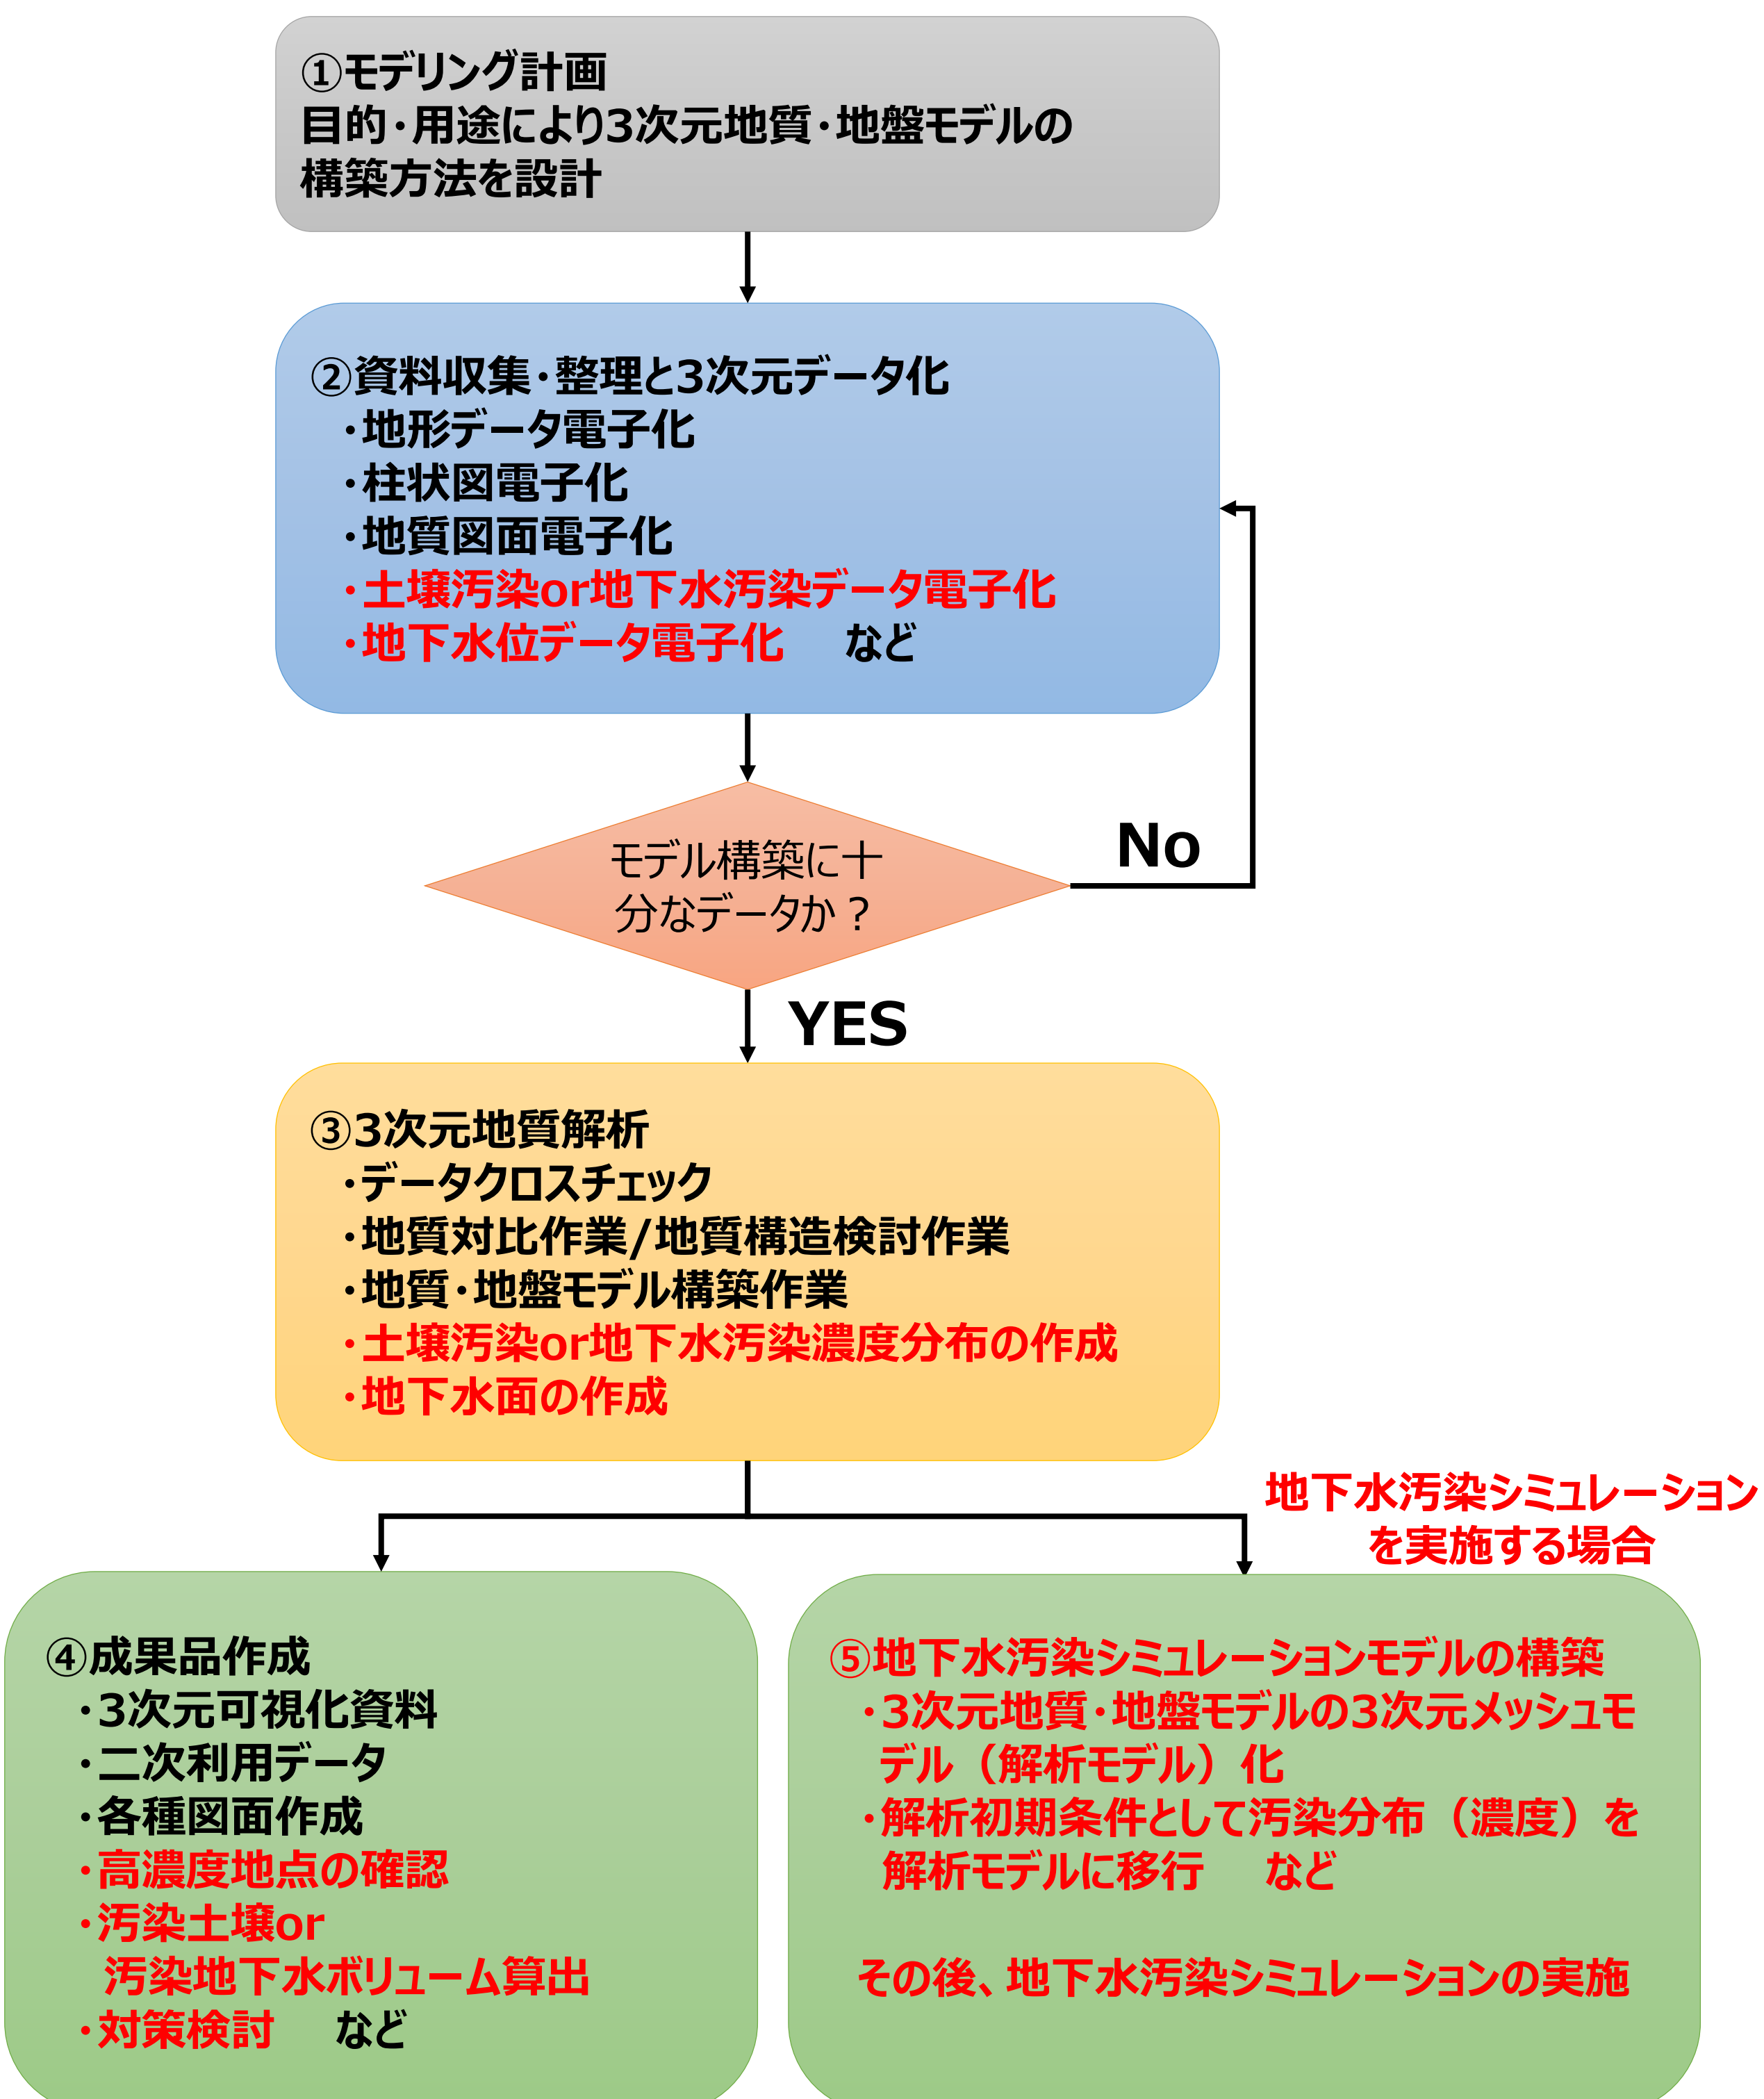 ①モデリング計画
目的・用途により3次元地質・地盤モデルの
構築方法を設計
②資料収集・整理と3次元データ化
・地形データ電子化
・柱状図電子化
・地質図面電子化
・土壌汚染or地下水汚染データ電子化
・地下水位データ電子化　など
モデル構築に十
分なデータか？
No
YES
③3次元地質解析
・データクロスチェック
・地質対比作業/地質構造検討作業
・地質・地盤モデル構築作業
・土壌汚染or地下水汚染濃度分布の作成
・地下水面の作成
地下水汚染シミュレーション
を実施する場合
④成果品作成
・3次元可視化資料
・二次利用データ
・各種図面作成
・高濃度地点の確認
・汚染土壌or
汚染地下水ボリューム算出
・対策検討　など
⑤地下水汚染シミュレーションモデルの構築
・3次元地質・地盤モデルの3次元メッシュモ
デル（解析モデル）化
・解析初期条件として汚染分布（濃度）を
解析モデルに移行　など
その後、地下水汚染シミュレーションの実施